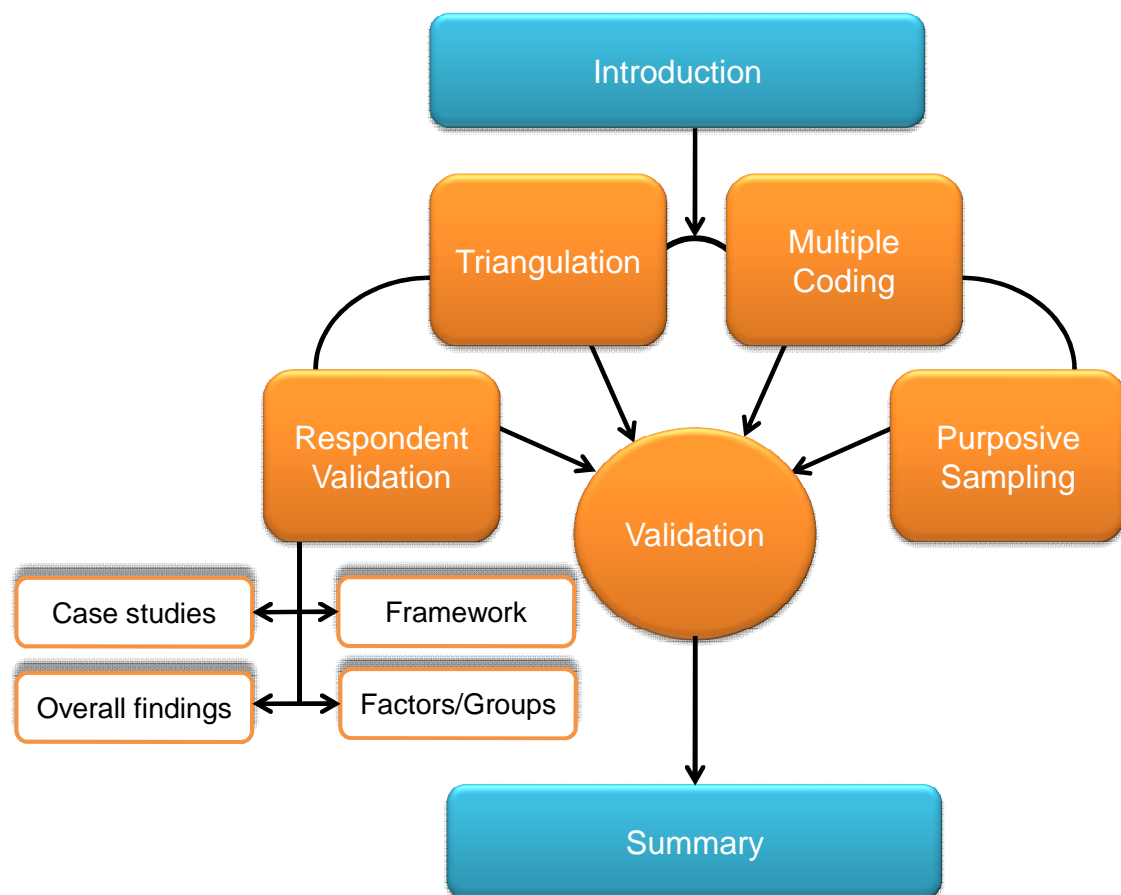 Introduction
Triangulation
Multiple
Coding
Respondent
Validation
Purposive
Sampling
Validation
Case studies
Framework
Overall findings
Factors/Groups
Summary